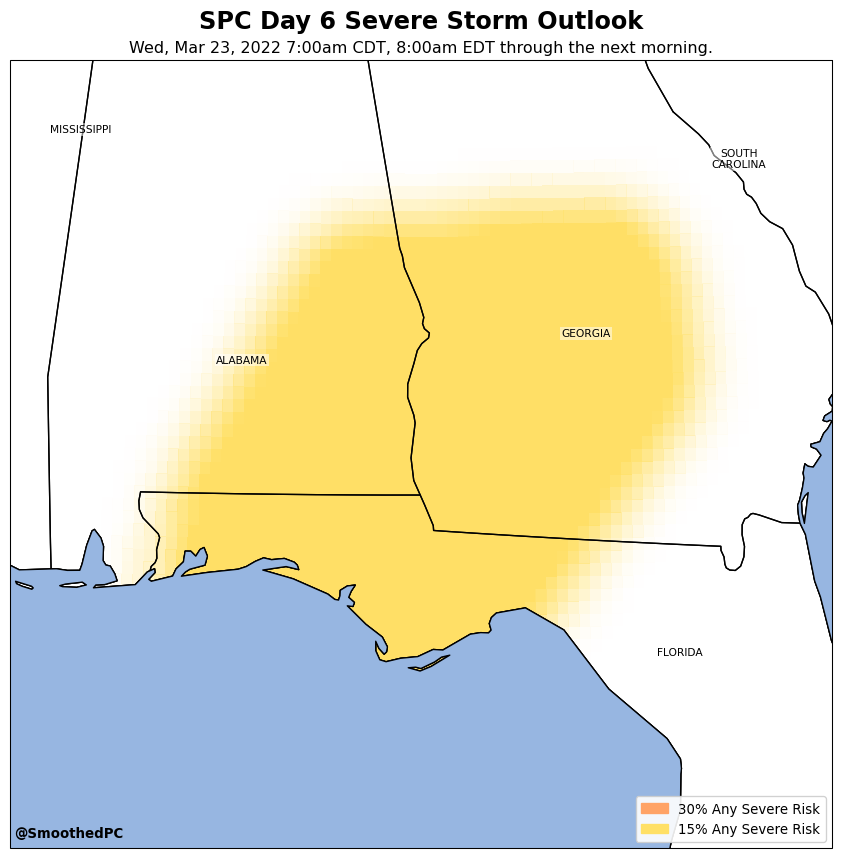 SPC Day 6 Severe Storm Outlook
Wed, Mar 23, 2022 7:00am CDT, 8:00am EDT through the next morning.
MISSISSIPPI
SOUTH
CAROLINA
GEORGIA
ALABAMA
FLORIDA
30% Any Severe Risk
15% Any Severe Risk
@SmoothedPC